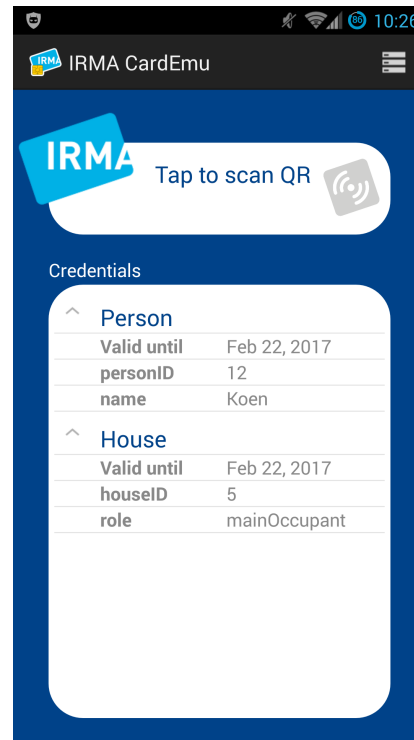 86 10:26
IRMA IRMA CardEmu
IRMA
Tap to scan QR
Credentials
Person
Valid until Feb 22, 2017
personID 12
name Koen
House
Valid until Feb 22, 2017
houseID 5
role mainOccupant